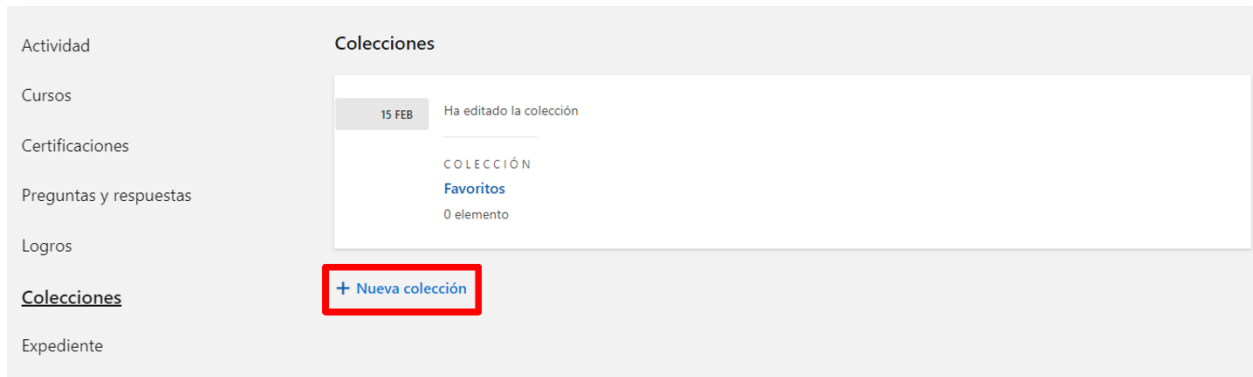 Actividad
Cursos
Certificaciones
Preguntas y respuestas
Logros
Colecciones
Expediente
Colecciones
15 FEB
Ha editado la colección
COLECCIÓN
Favoritos
0 elemento
+ Nueva colección